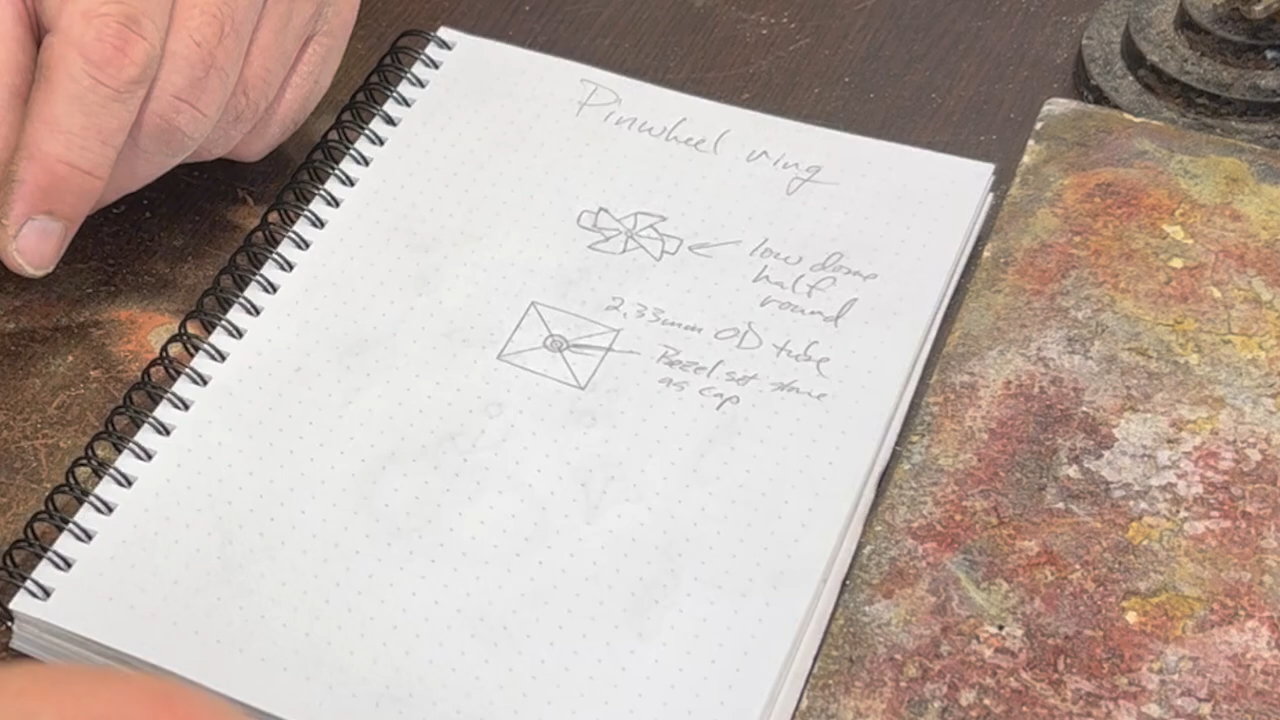 Pinwheel ring
low dome
half
round
2.33mm OD tube
Bezel set stone
as cap